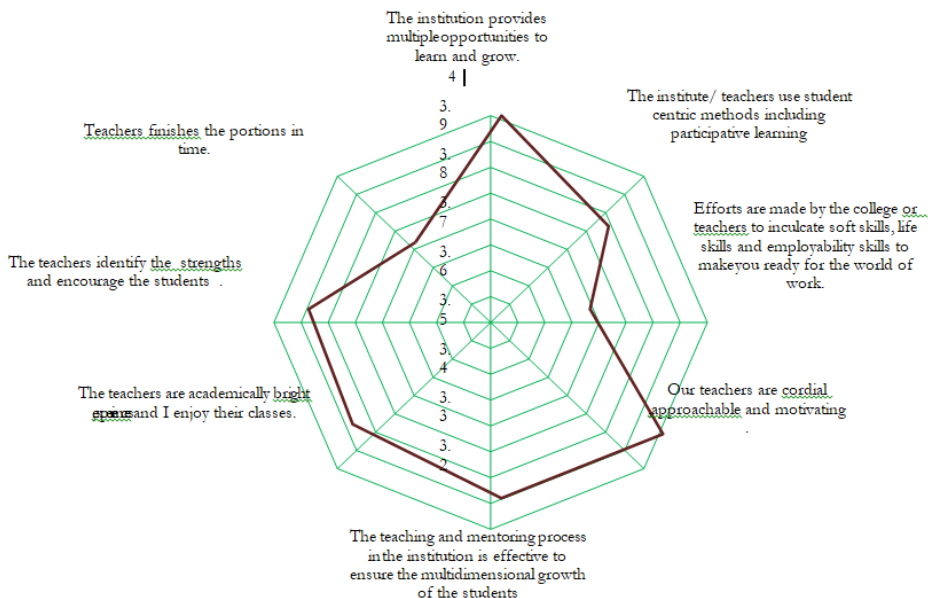 The institution provides
multiple opportunities to
learn and grow.
4
3.
9
3.
8
3.
7
3.
6
3.
5
3.
4
3.
3
3.
2
The institute/ teachers use student
centric methods including
participative learning
Efforts are made by the college or
teachers to inculcate soft skills, life
skills and employability skills to
makeyou ready for the world of
work.
Our teachers are cordial
approachable and motivating
.
The teaching and mentoring process
in the institution is effective to
ensure the multidimensional growth
of the students
The teachers are academically bright
and I enjoy their classes.
The teachers identify the strengths
and encourage the students .
Teachers finishes the portions in
time.